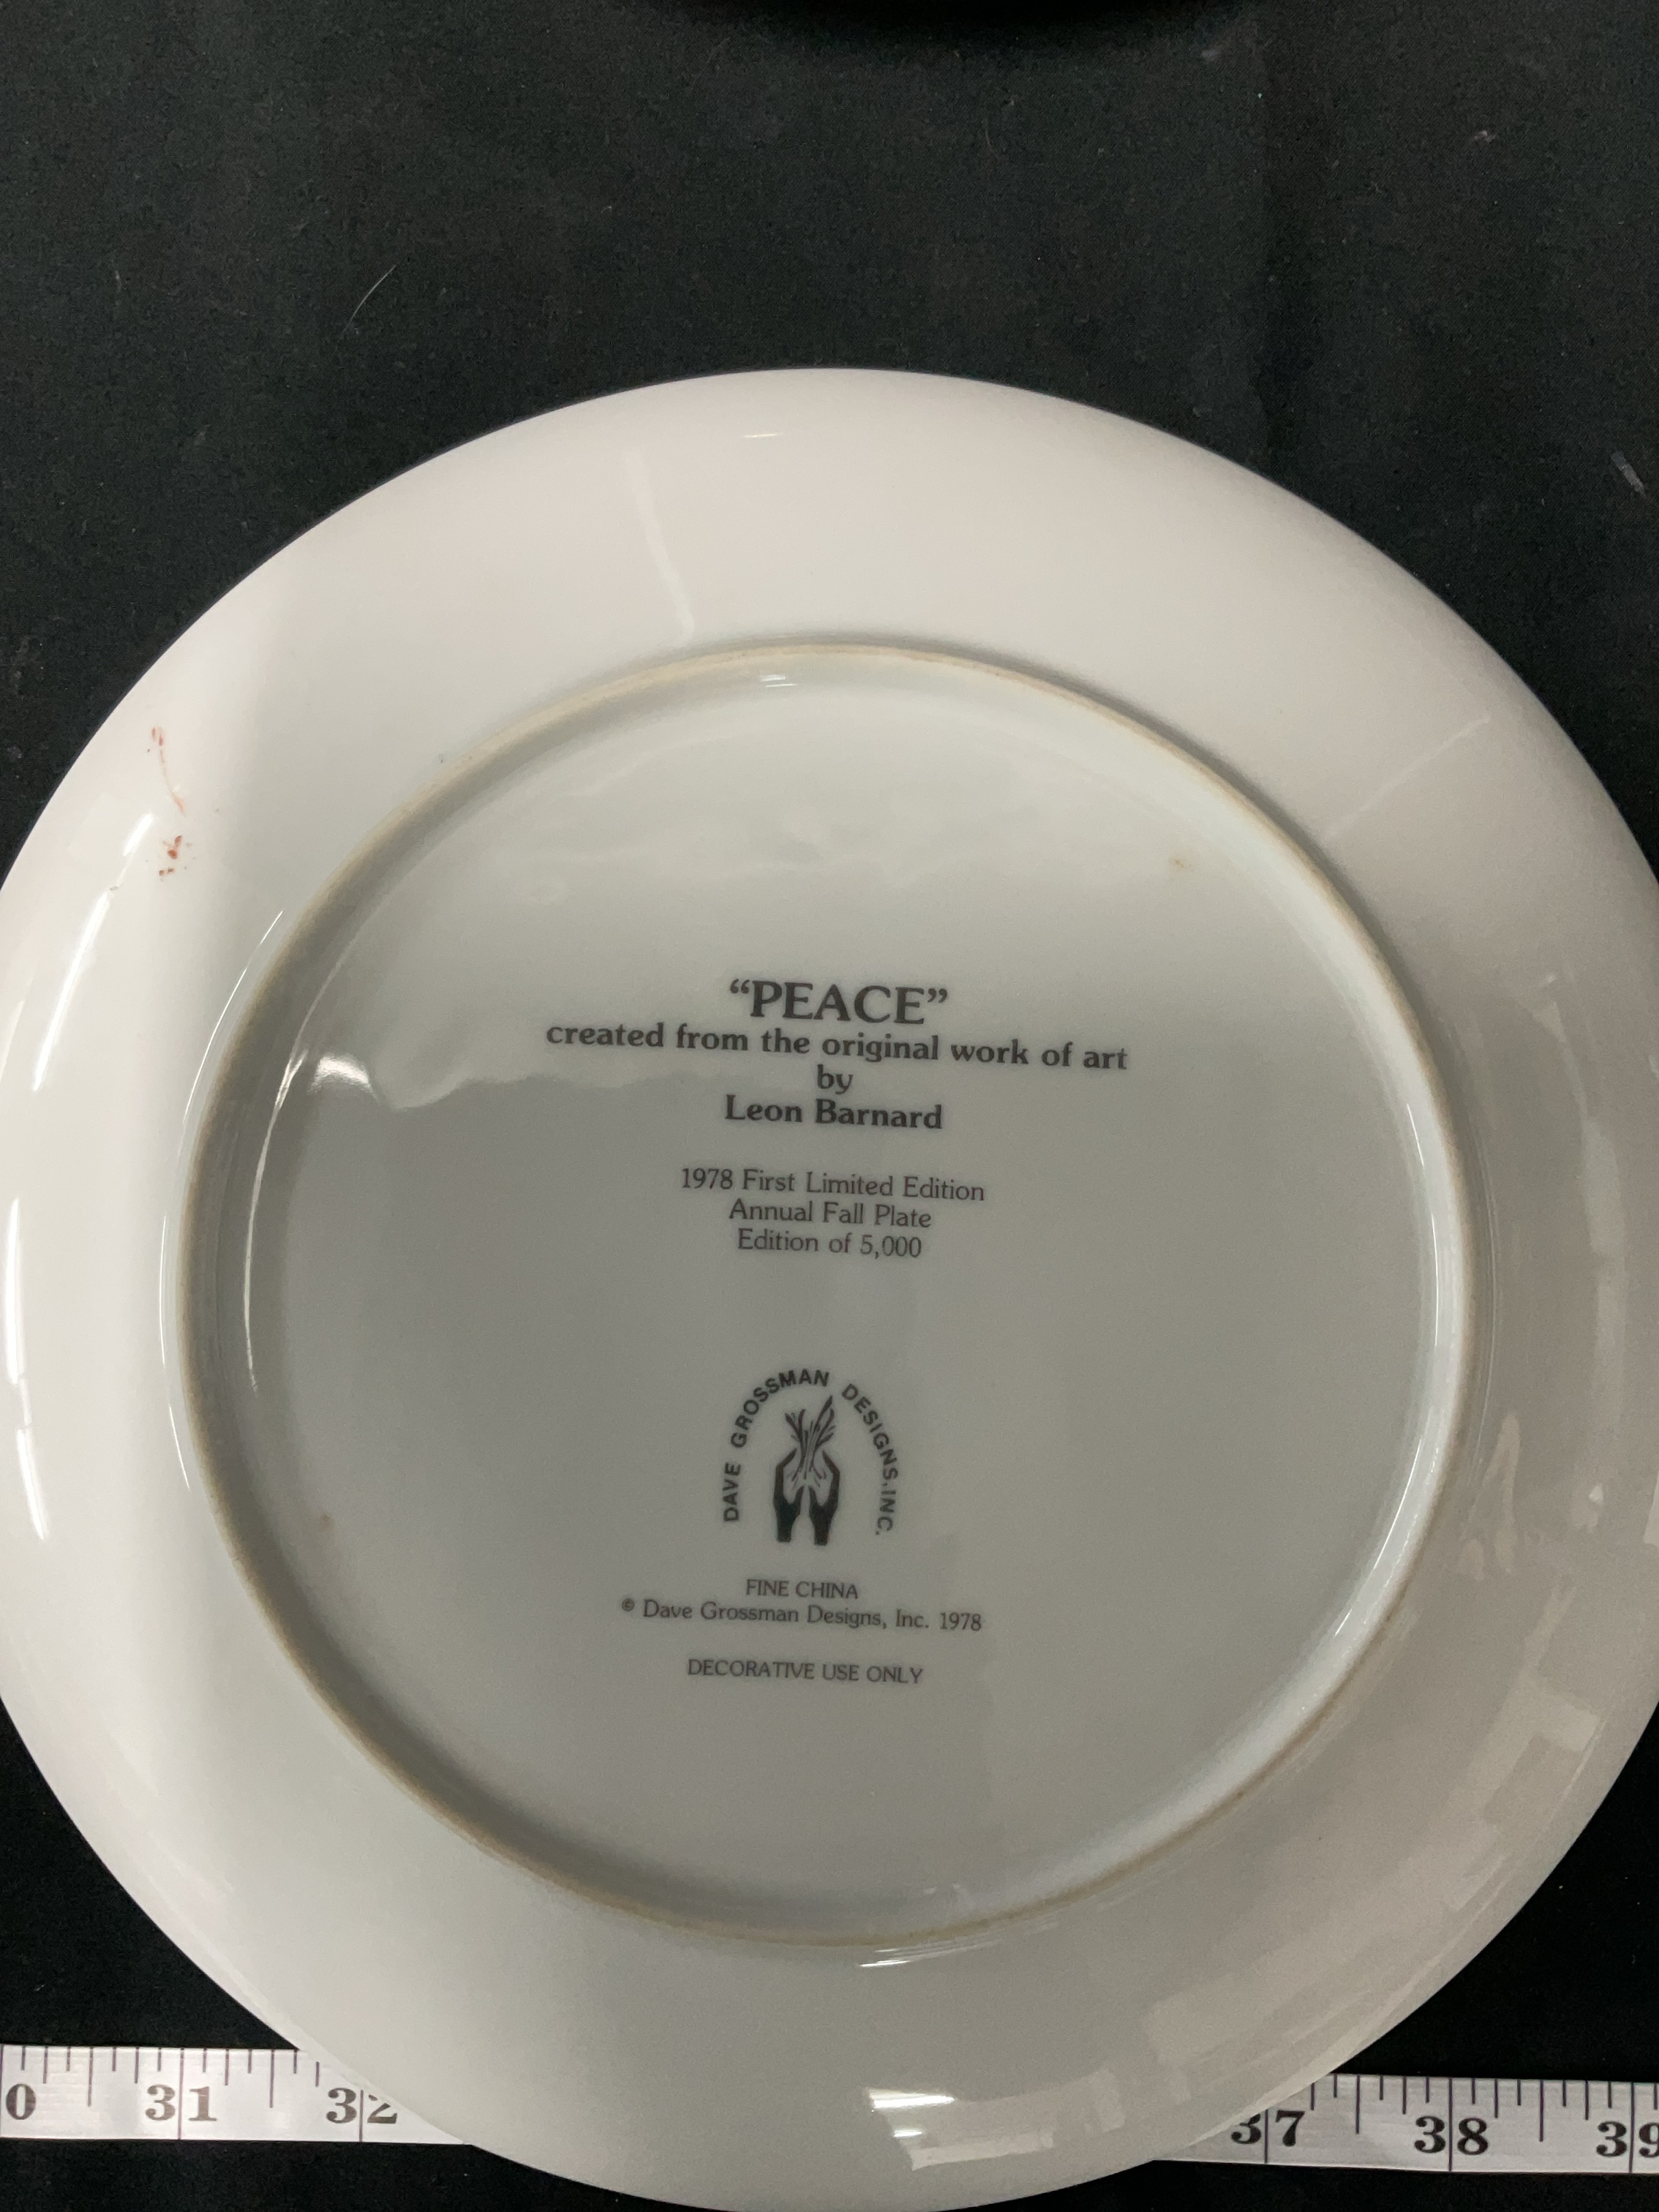 “PEACE”
created from the original work of art
by
Leon Barnard
1978 First Limited Edition
Annual Fall Plate
Edition of 5,000
DAVE GROSSMAN DESIGNS, INC.
FINE CHINA
© Dave Grossman Designs, Inc. 1978
DECORATIVE USE ONLY
0 31 32 37 38 39